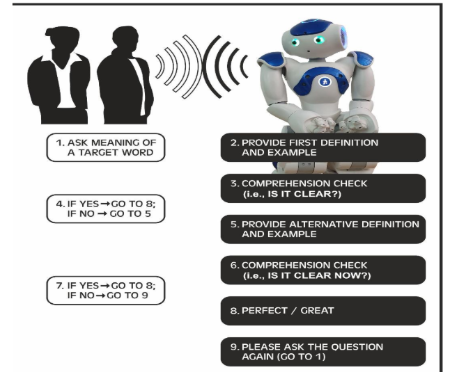 1. ASK MEANING OF
A TARGET WORD
2. PROVIDE FIRST DEFINITION
AND EXAMPLE
3. COMPREHENSION CHECK
(i.e., IS IT CLEAR?)
4. IF YES→GO TO 8;
IF NO → GO TO 5
5. PROVIDE ALTERNATIVE DEFINITION
AND EXAMPLE
6. COMPREHENSION CHECK
(i.e., IS IT CLEAR NOW?)
7. IF YES→GO TO 8;
IF NO→GO TO 9
8. PERFECT / GREAT
9. PLEASE ASK THE QUESTION
AGAIN (GO TO 1)